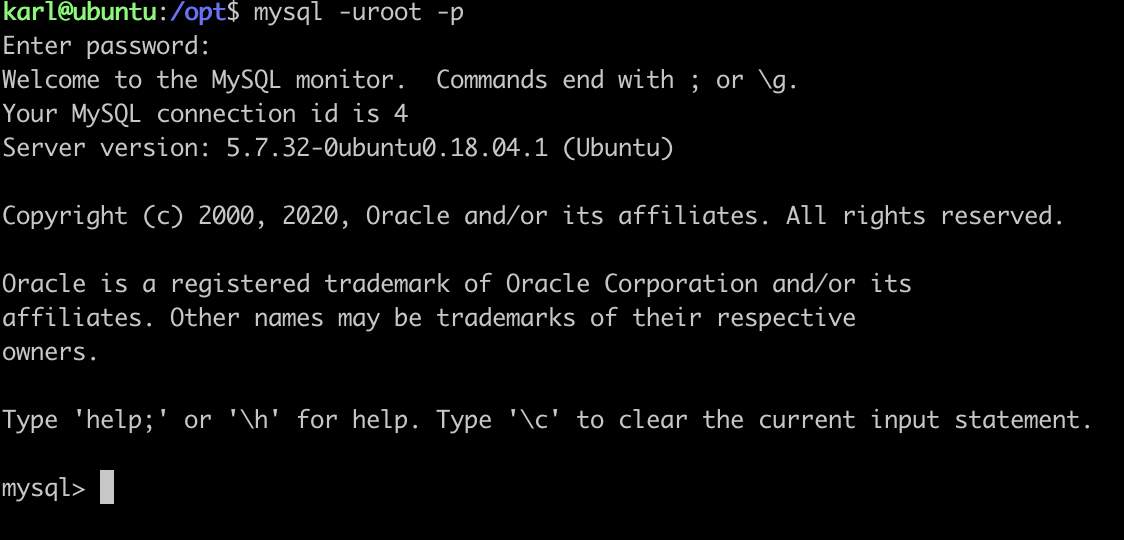 karl@ubuntu:/opt$ mysql -uroot -p
Enter password:
Welcome to the MySQL monitor.  Commands end with ; or \g.
Your MySQL connection id is 4
Server version: 5.7.32-0ubuntu0.18.04.1 (Ubuntu)
Copyright (c) 2000, 2020, Oracle and/or its affiliates. All rights reserved.
Oracle is a registered trademark of Oracle Corporation and/or its
affiliates. Other names may be trademarks of their respective
owners.
Type 'help;' or '\h' for help. Type '\c' to clear the current input statement.
mysql>